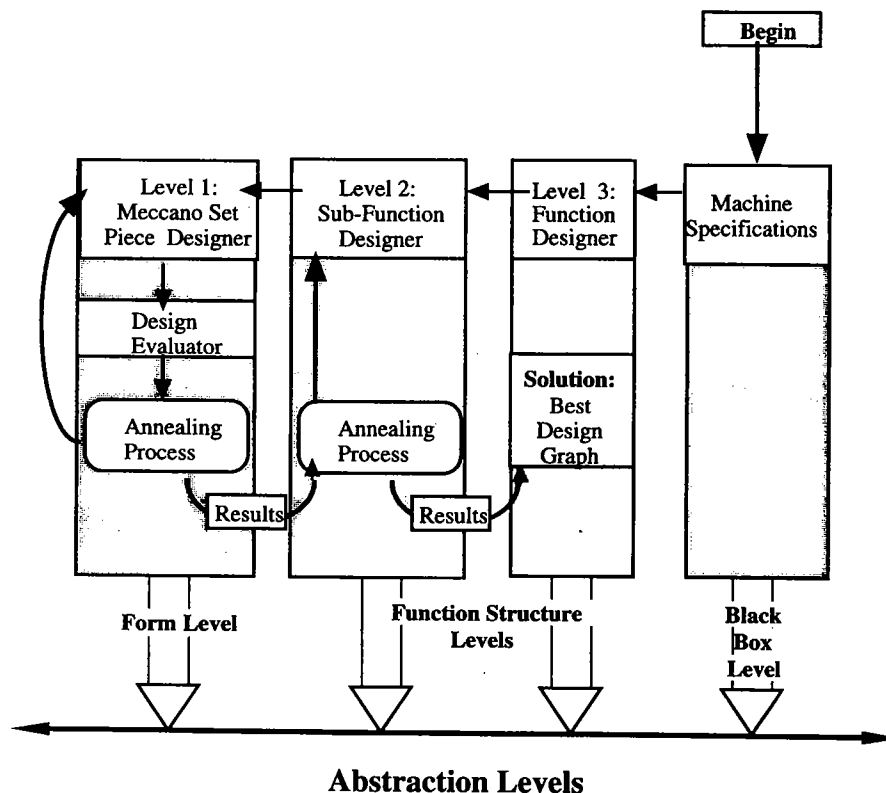 Begin
Level 1:
Meccano Set
Piece Designer
Level 2:
Sub-Function
Designer
Level 3:
Function
Designer
Machine
Specifications
Design
Evaluator
Annealing
Process
Annealing
Process
Solution:
Best
Design
Graph
Results
Results
Form Level
Function Structure
Levels
Black
Box
Level
Abstraction Levels